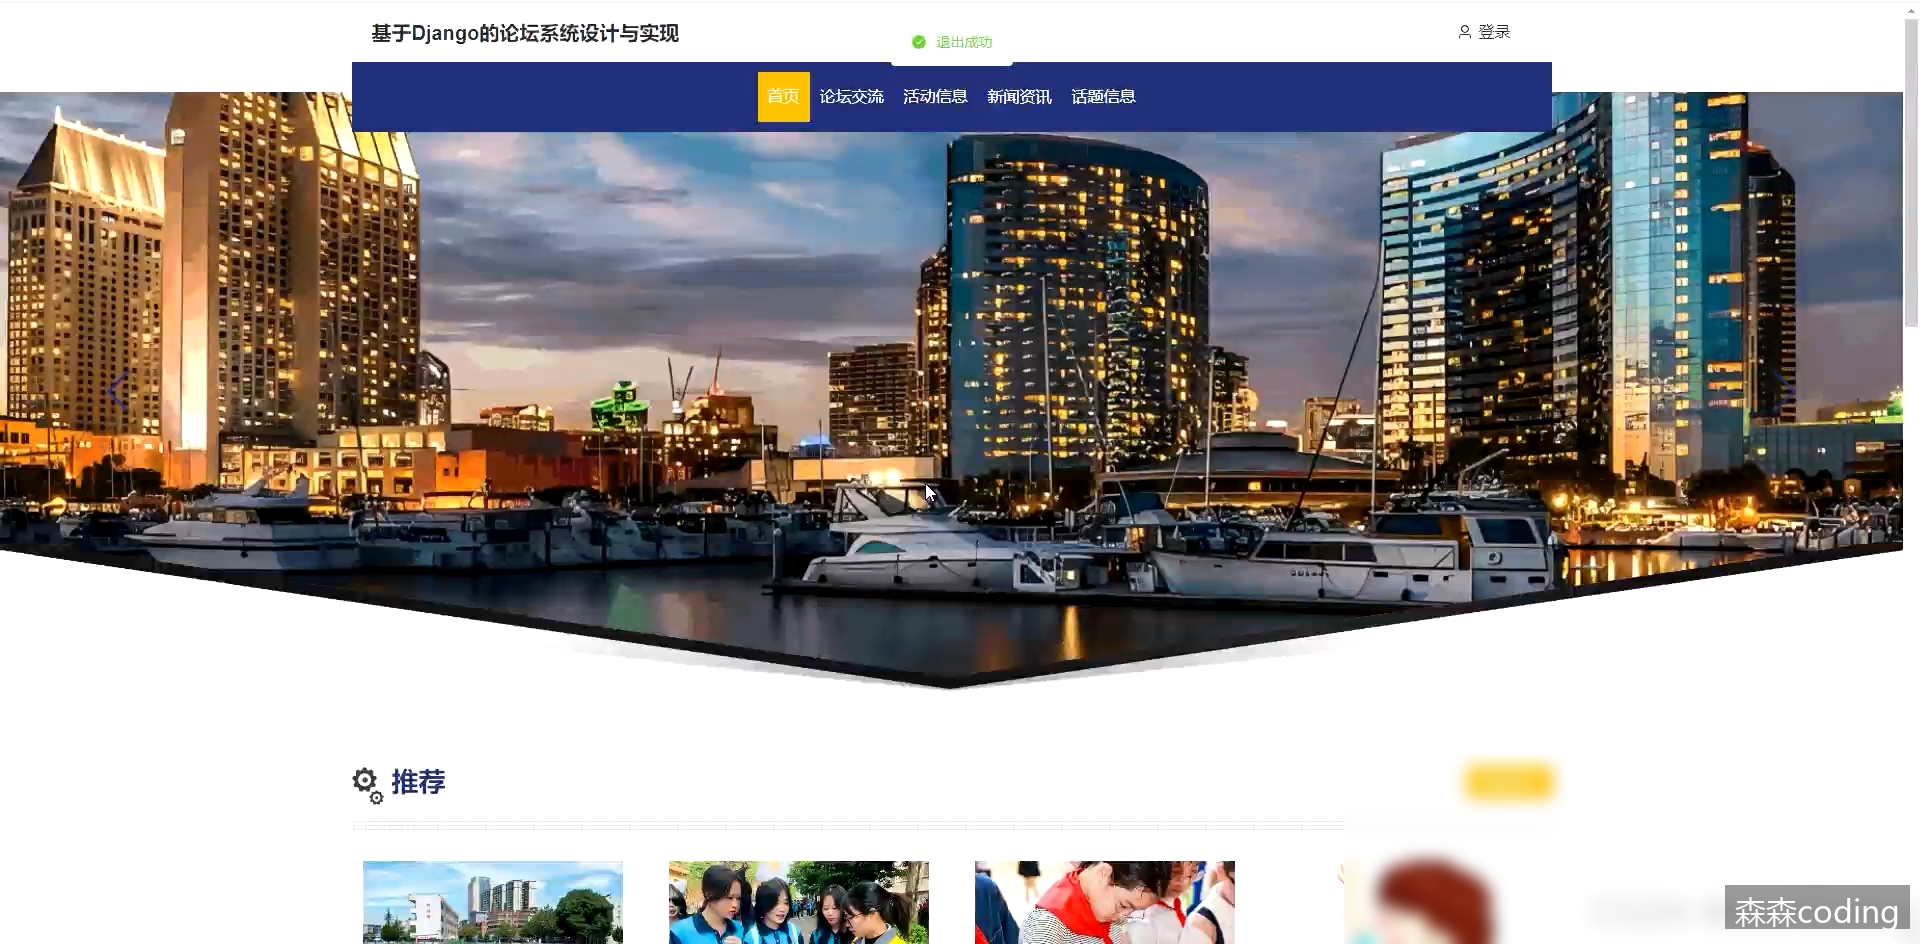 基于Django的论坛系统设计与实现
退出成功
登录
首页 论坛交流 活动信息 新闻资讯 话题信息
推荐
森森coding